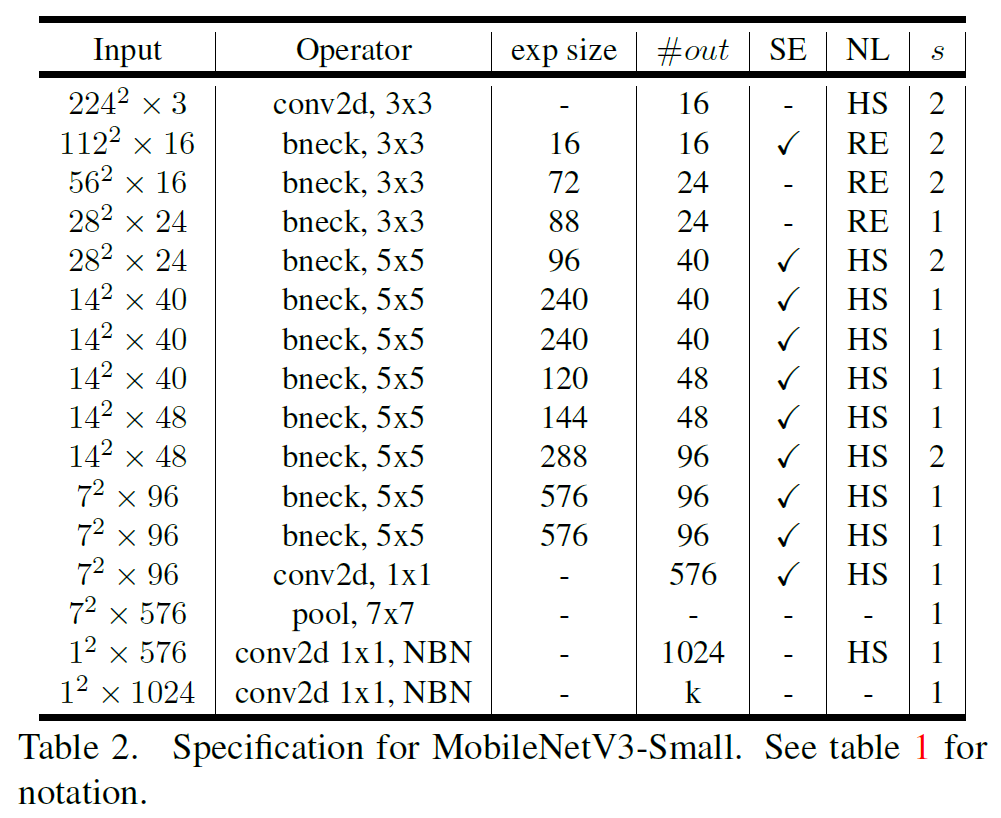 Input Operator exp size #out SE NL s
224² × 3 conv2d, 3x3 - 16 - HS 2
112² × 16 bneck, 3x3 16 16 ✓ RE 2
56² × 16 bneck, 3x3 72 24 - RE 2
28² × 24 bneck, 3x3 88 24 - RE 1
28² × 24 bneck, 5x5 96 40 ✓ HS 2
14² × 40 bneck, 5x5 240 40 ✓ HS 1
14² × 40 bneck, 5x5 240 40 ✓ HS 1
14² × 40 bneck, 5x5 120 48 ✓ HS 1
14² × 48 bneck, 5x5 144 48 ✓ HS 1
14² × 48 bneck, 5x5 288 96 ✓ HS 2
7² × 96 bneck, 5x5 576 96 ✓ HS 1
7² × 96 bneck, 5x5 576 96 ✓ HS 1
7² × 96 conv2d, 1x1 - 576 ✓ HS 1
7² × 576 pool, 7x7 - - - - 1
1² × 576 conv2d 1x1, NBN - 1024 - HS 1
1² × 1024 conv2d 1x1, NBN - k - - 1
Table 2. Specification for MobileNetV3-Small. See table 1 for
notation.